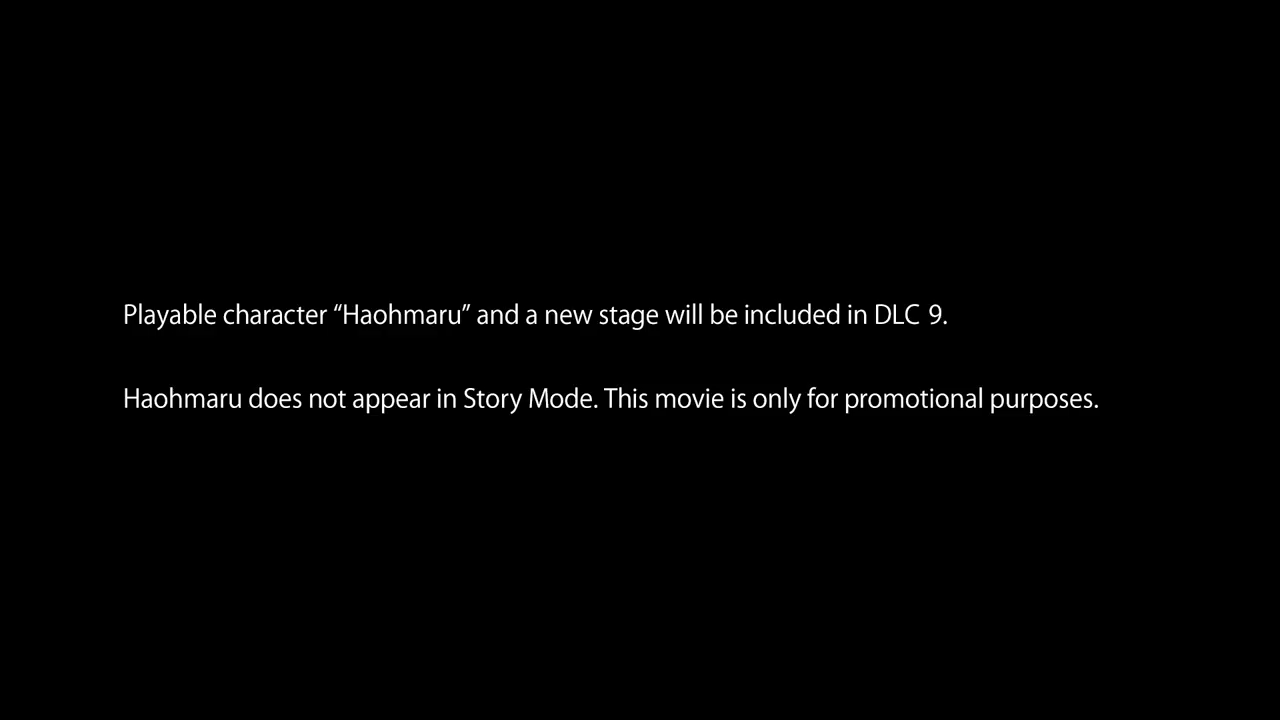 Playable character “Haohmaru” and a new stage will be included in DLC 9.
Haohmaru does not appear in Story Mode. This movie is only for promotional purposes.